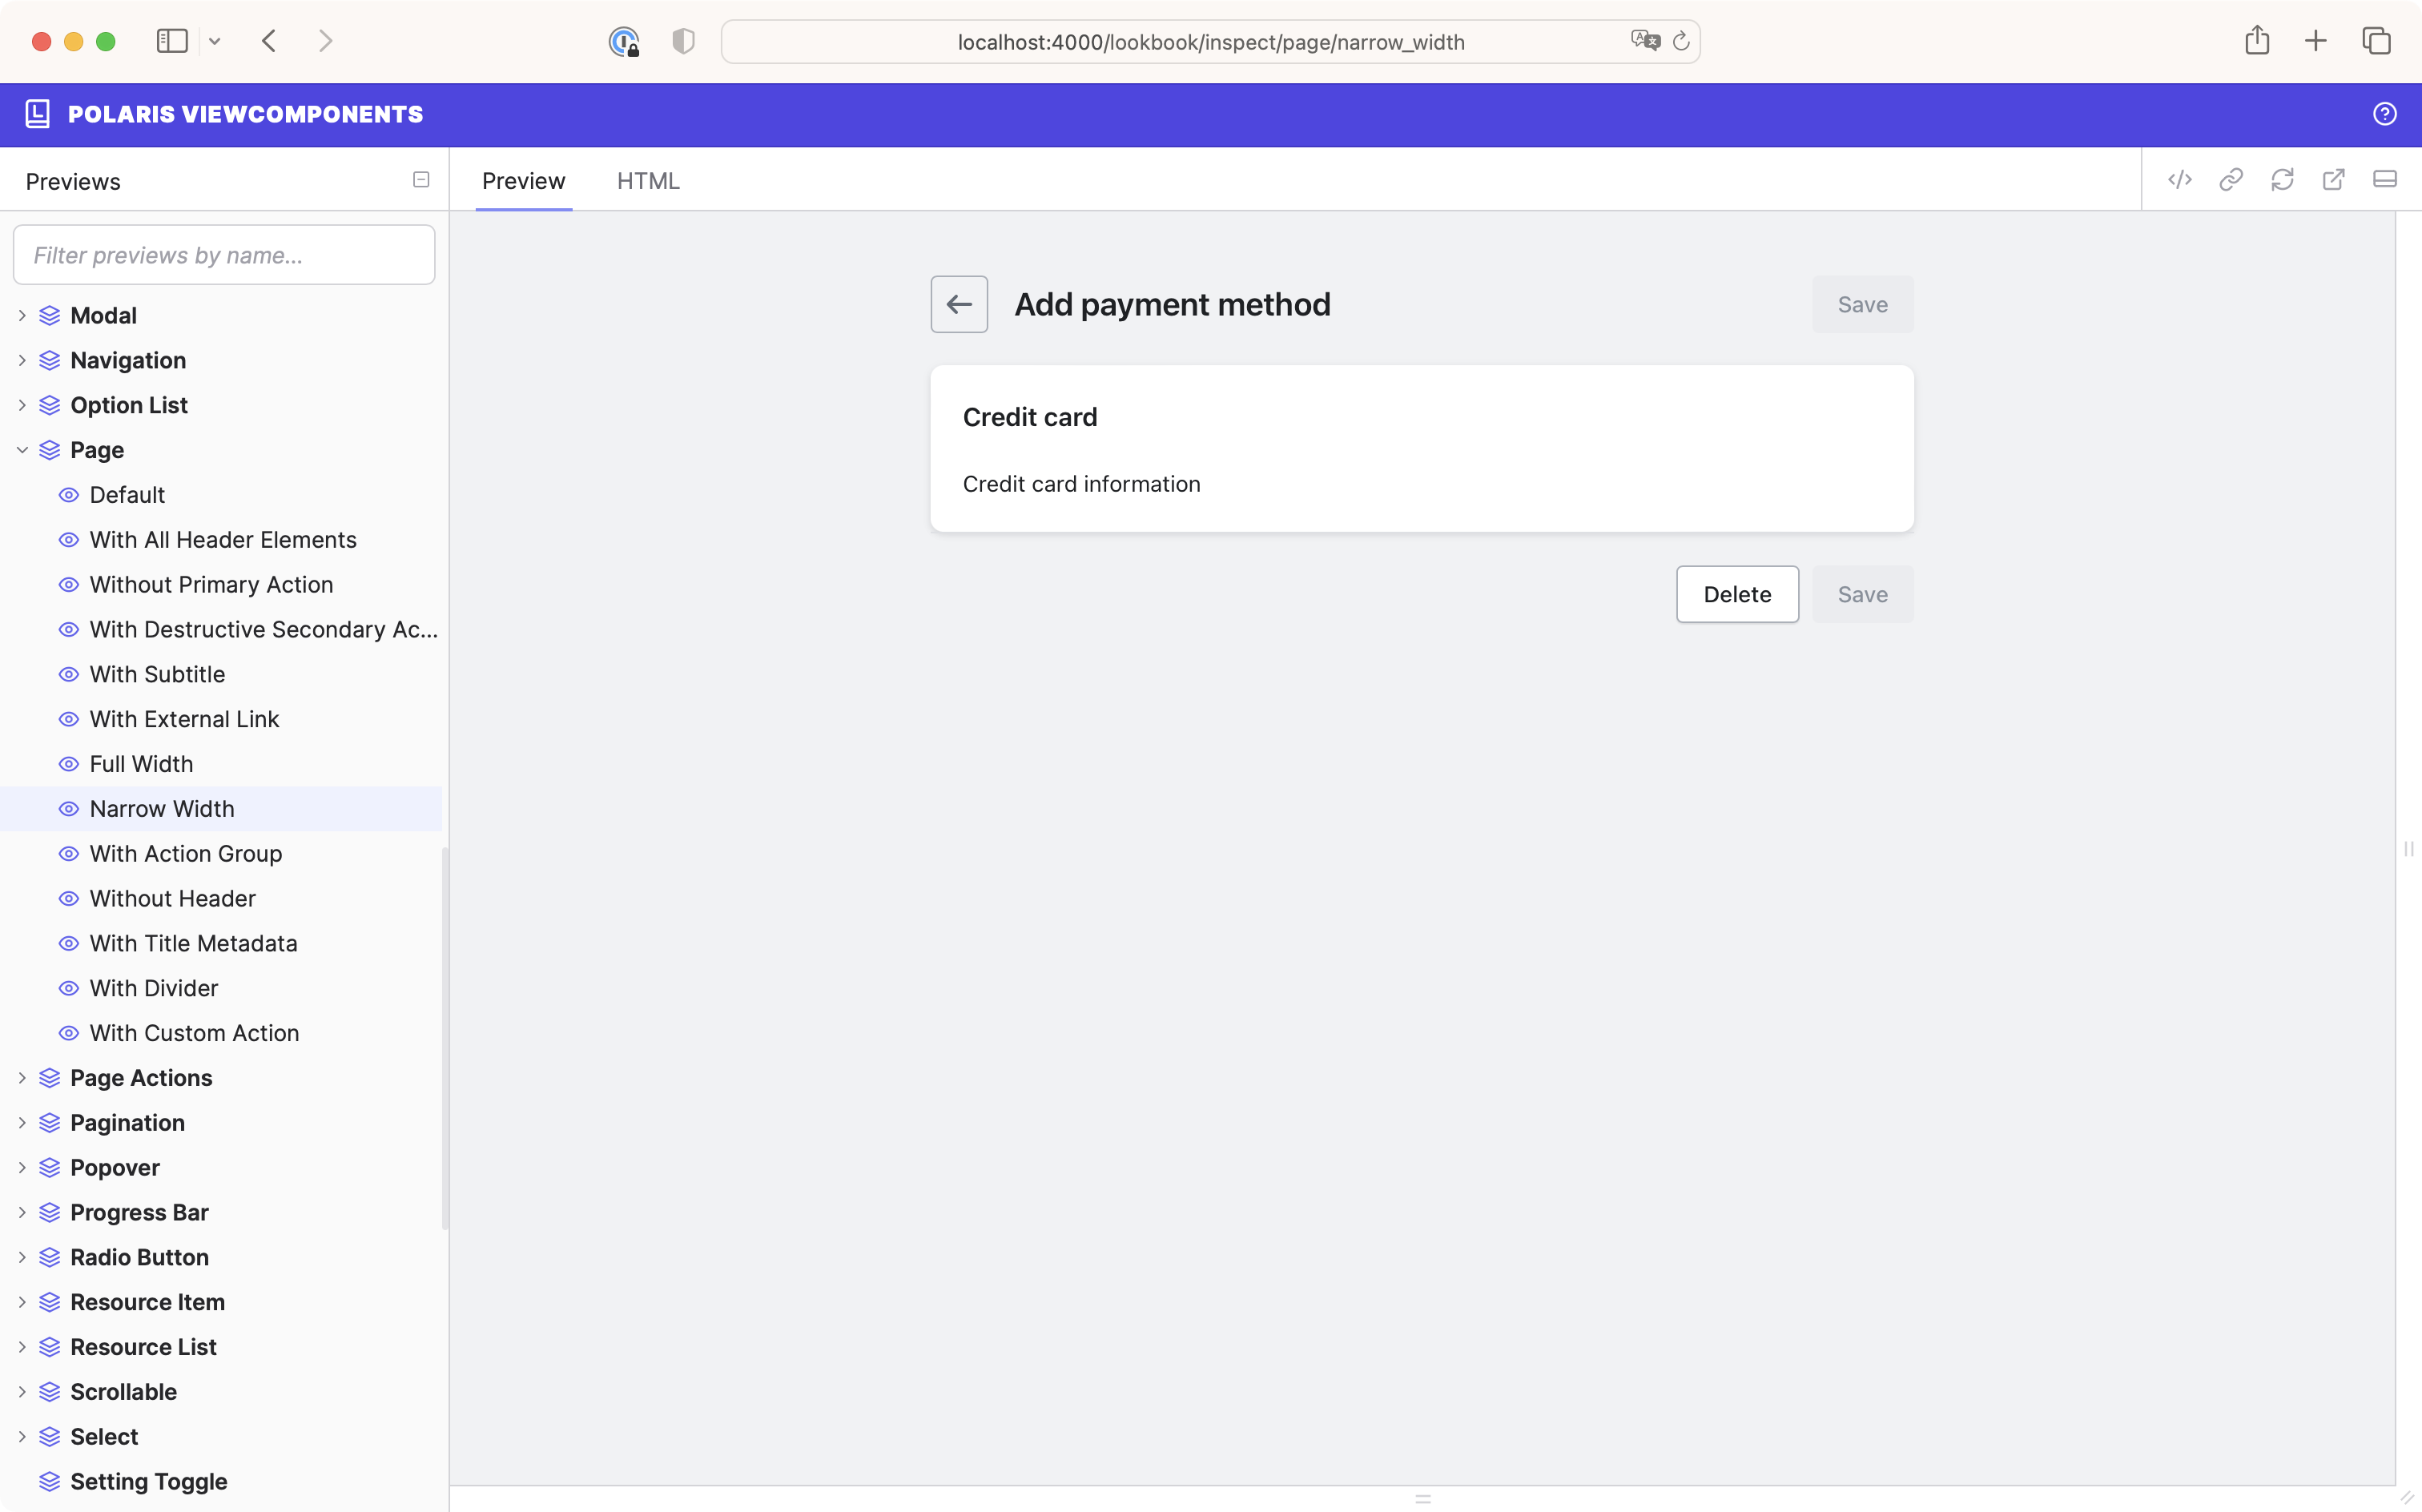 localhost:4000/lookbook/inspect/page/narrow_width
POLARIS VIEWCOMPONENTS
Previews
Preview
HTML
Filter previews by name...
Modal
Navigation
Option List
Page
Default
With All Header Elements
Without Primary Action
With Destructive Secondary Ac...
With Subtitle
With External Link
Full Width
Narrow Width
With Action Group
Without Header
With Title Metadata
With Divider
With Custom Action
Page Actions
Pagination
Popover
Progress Bar
Radio Button
Resource Item
Resource List
Scrollable
Select
Setting Toggle
Add payment method
Save
Credit card
Credit card information
Delete
Save